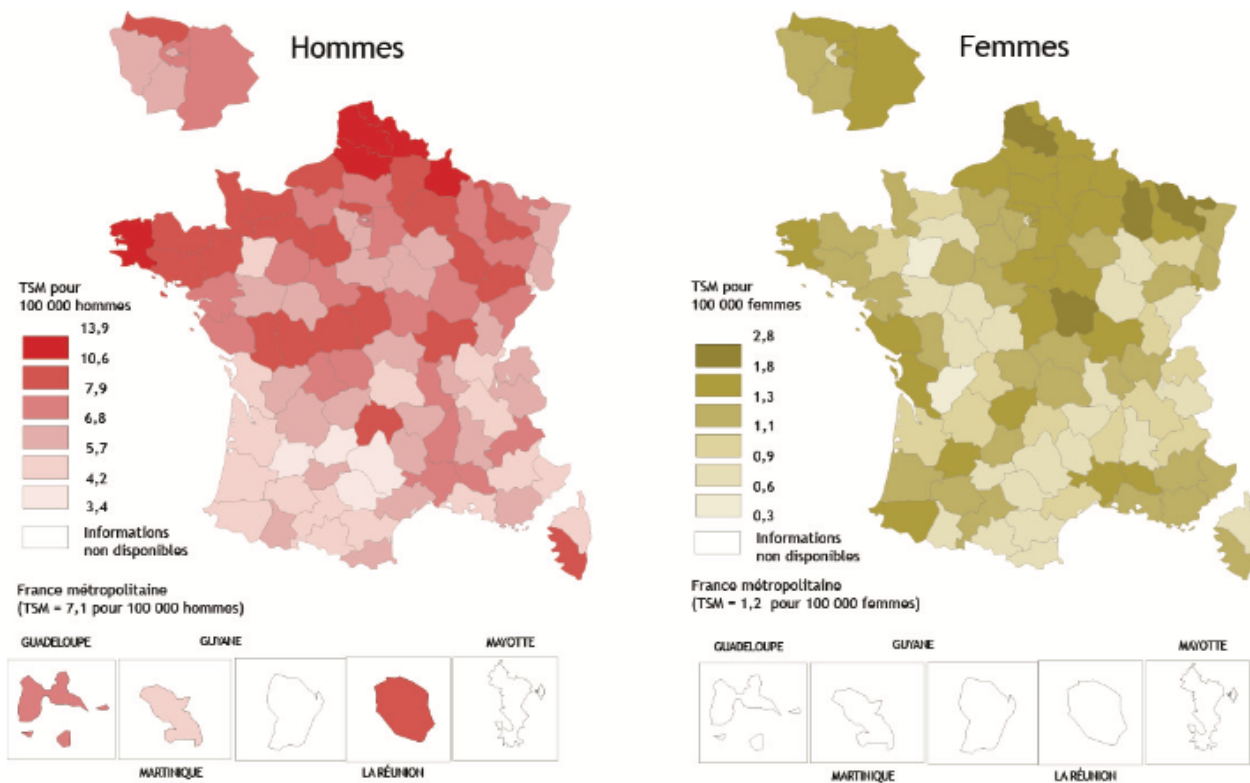 Hommes
TSM pour
100 000 hommes
13,9
10,6
7,9
6,8
5,7
4,2
3,4
Informations
non disponibles
France métropolitaine
(TSM = 7,1 pour 100 000 hommes)
GUADELOUPE
GUYANE
MAYOTTE
MARTINIQUE
LA RÉUNION
Femmes
TSM pour
100 000 femmes
2,8
1,8
1,3
1,1
0,9
0,6
0,3
Informations
non disponibles
France métropolitaine
(TSM = 1,2 pour 100 000 femmes)
GUADELOUPE
GUYANE
MAYOTTE
MARTINIQUE
LA RÉUNION